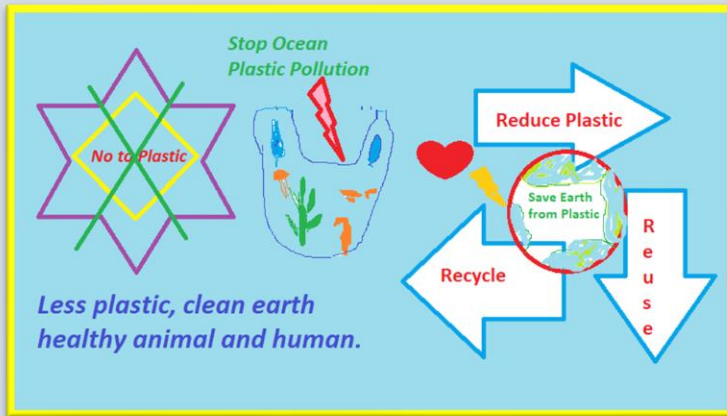 Stop Ocean
Plastic Pollution
No to Plastic
Reduce Plastic
Save Earth
from Plastic
Reuse
Recycle
Less plastic, clean earth
healthy animal and human.